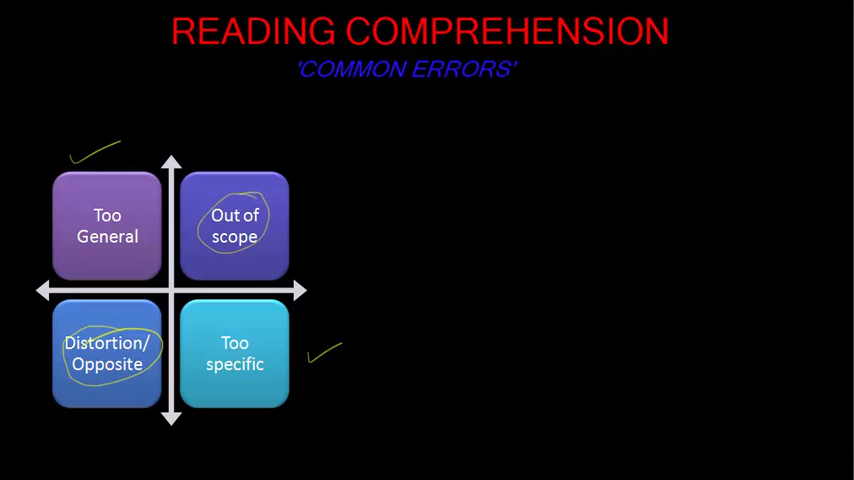 READING COMPREHENSION
'COMMON ERRORS'
Too
General
Out of
scope
Distortion/
Opposite
Too
specific